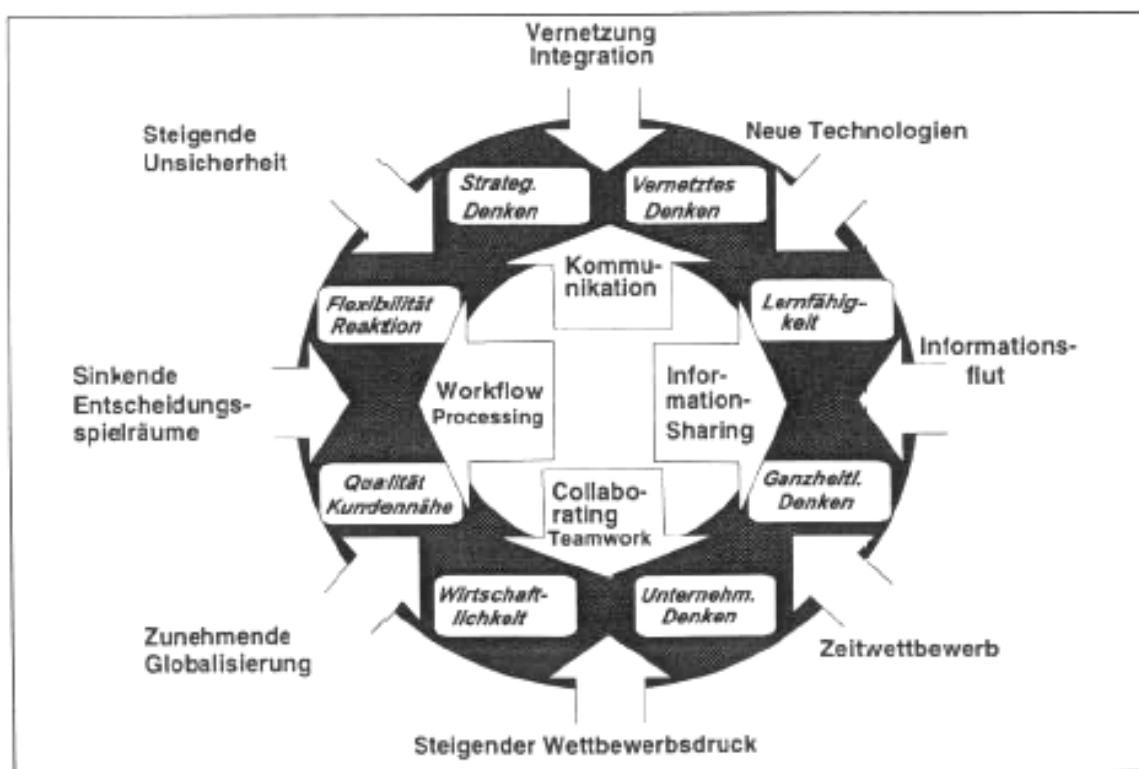 Vernetzung
Integration
Steigende
Unsicherheit
Neue Technologien
Strateg.
Denken
Vernetztes
Denken
Kommu-
nikation
Flexibilität
Reaktion
Lernfähig-
keit
Sinkende
Entscheidungs-
spielräume
Workflow
Processing
Infor-
mation-
Sharing
Informations-
flut
Qualität
Kundennähe
Collabo-
rating
Teamwork
Ganzheitl.
Denken
Wirtschaft-
lichkeit
Unternehm.
Denken
Zunehmende
Globalisierung
Zeitwettbewerb
Steigender Wettbewerbsdruck